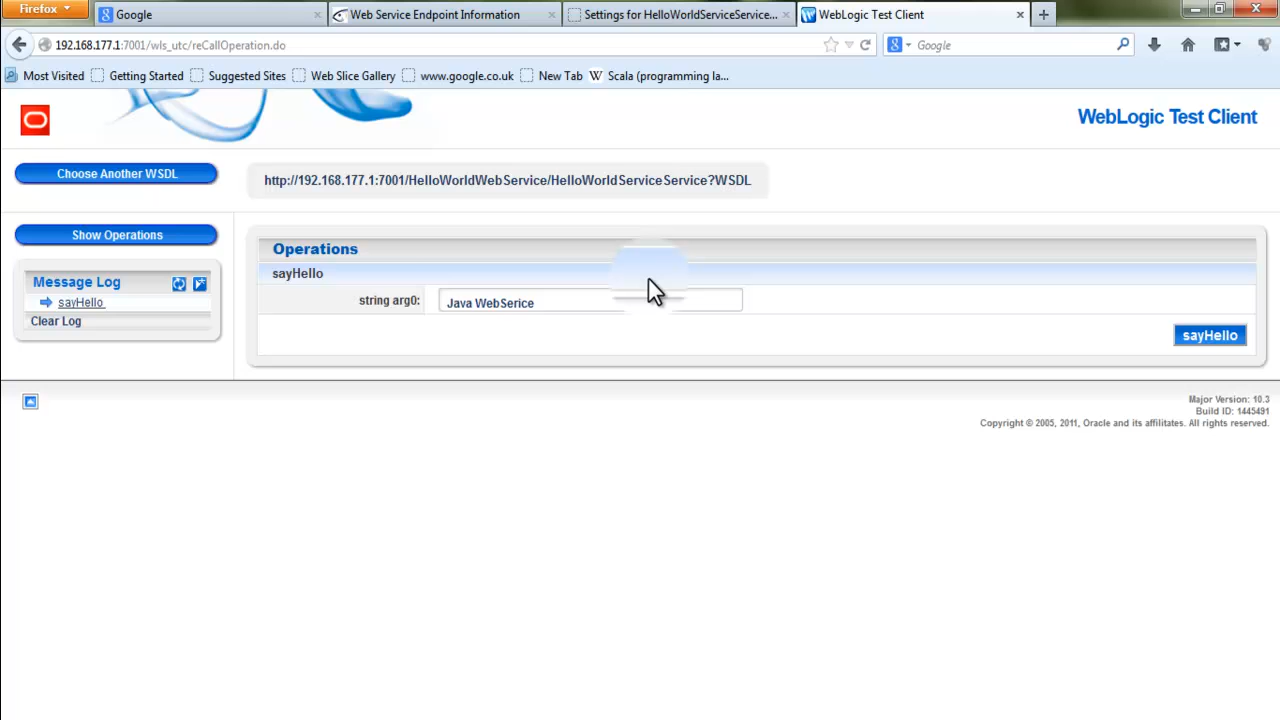 Firefox
Google
Web Service Endpoint Information
Settings for HelloWorldServiceService...
WebLogic Test Client
192.168.177.1:7001/wls_utc/reCallOperation.do
Google
Most Visited
Getting Started
Suggested Sites
Web Slice Gallery
www.google.co.uk
New Tab
Scala (programming la...
WebLogic Test Client
Choose Another WSDL
http://192.168.177.1:7001/HelloWorldWebService/HelloWorldServiceService?WSDL
Show Operations
Operations
Message Log
sayHello
sayHello
string arg0:
Java WebSerice
Clear Log
sayHello
Major Version: 10.3
Build ID: 1445491
Copyright © 2005, 2011, Oracle and its affiliates. All rights reserved.